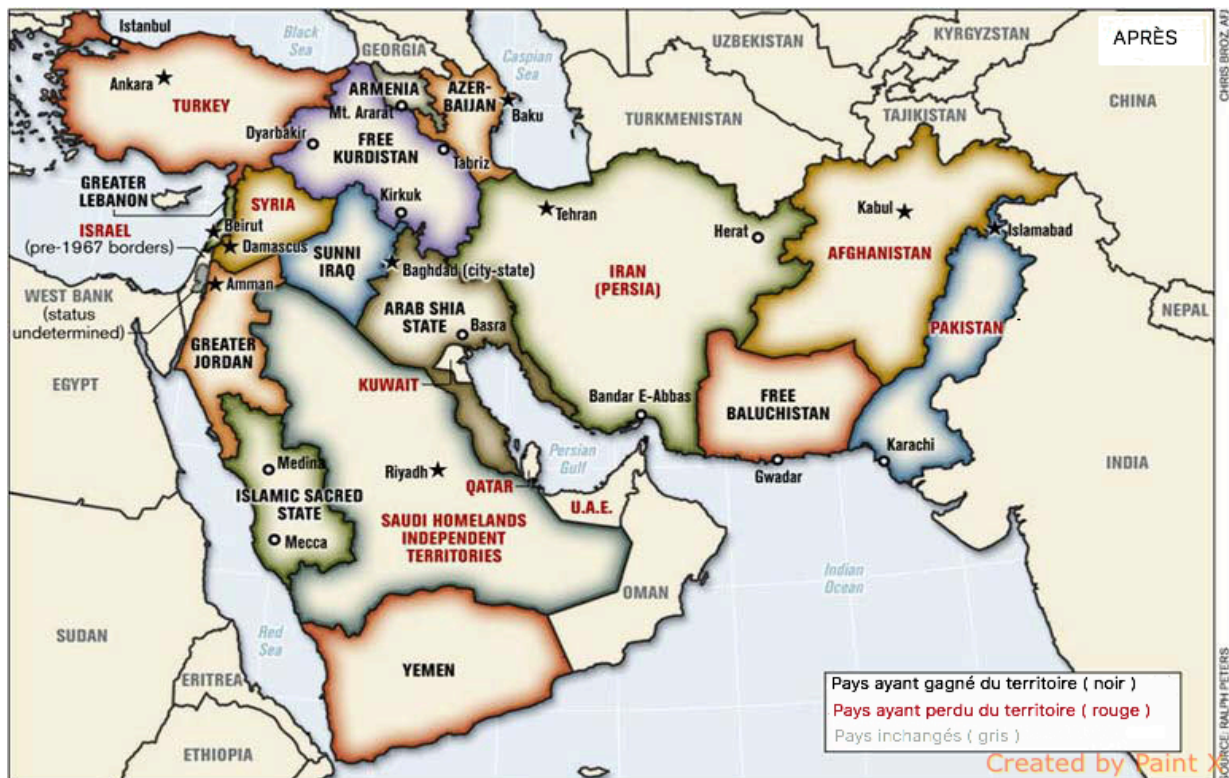 APRÈS
CHRIS BROZ, AFJ
Istanbul
Black
Sea
GEORGIA
Caspian
Sea
UZBEKISTAN
KYRGYZSTAN
Ankara
TURKEY
ARMENIA
AZER-
BAIJAN
Mt. Ararat
Baku
TURKMENISTAN
TAJIKISTAN
CHINA
Dyarbakir
FREE
KURDISTAN
Tabriz
GREATER
LEBANON
SYRIA
Kirkuk
Tehran
Herat
Kabul
Islamabad
ISRAEL
(pre-1967 borders)
Beirut
Damascus
SUNNI
IRAQ
Baghdad (city-state)
IRAN
(PERSIA)
AFGHANISTAN
WEST BANK
(status
undetermined)
Amman
ARAB SHIA
STATE
Basra
PAKISTAN
NEPAL
GREATER
JORDAN
EGYPT
KUWAIT
Bandar E-Abbas
FREE
BALUCHISTAN
Karachi
Medina
Riyadh
Persian
Gulf
Gwadar
INDIA
ISLAMIC SACRED
STATE
QATAR
U.A.E.
Mecca
SAUDI HOMELANDS
INDEPENDENT
TERRITORIES
OMAN
Indian
Ocean
SUDAN
Red
Sea
YEMEN
ERITREA
ETHIOPIA
Pays ayant gagné du territoire ( noir )
Pays ayant perdu du territoire ( rouge )
Pays inchangés ( gris )
SOURCE: RALPH PETERS
Created by Paint X